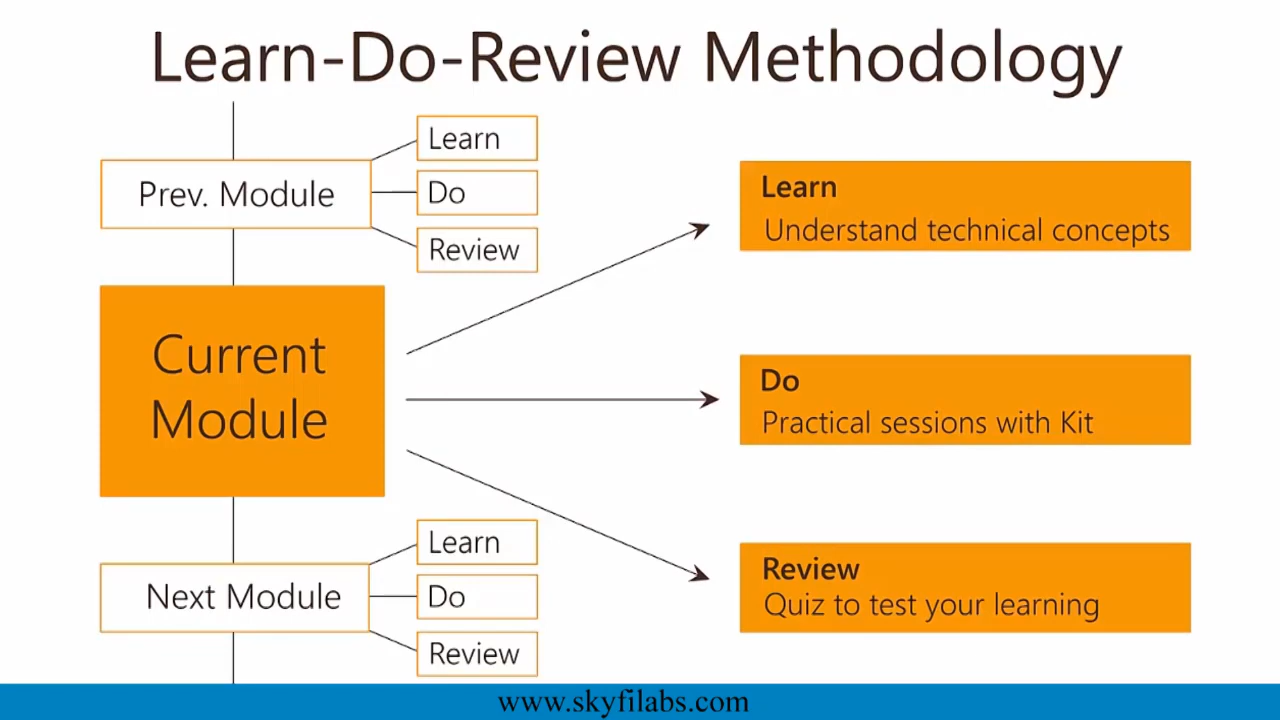 Learn-Do-Review Methodology
Prev. Module
Learn
Do
Review
Current
Module
Learn
Understand technical concepts
Do
Practical sessions with Kit
Review
Quiz to test your learning
Next Module
Learn
Do
Review
www.skyfilabs.com